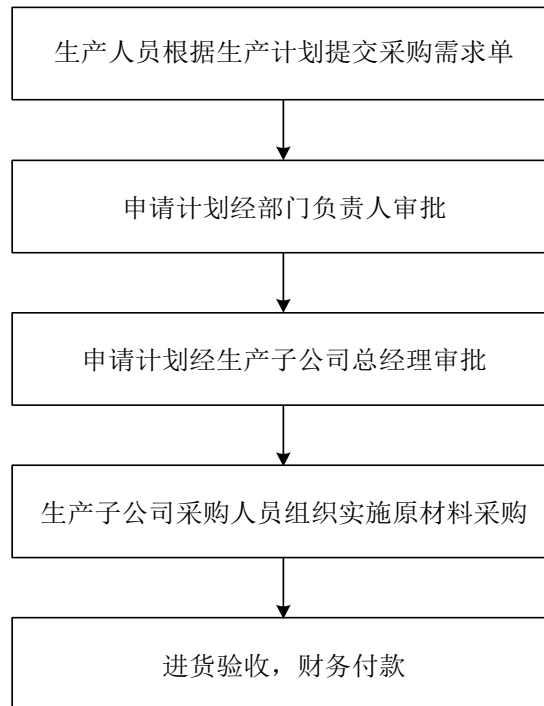 生产人员根据生产计划提交采购需求单
申请计划经部门负责人审批
申请计划经生产子公司总经理审批
生产子公司采购人员组织实施原材料采购
进货验收，财务付款